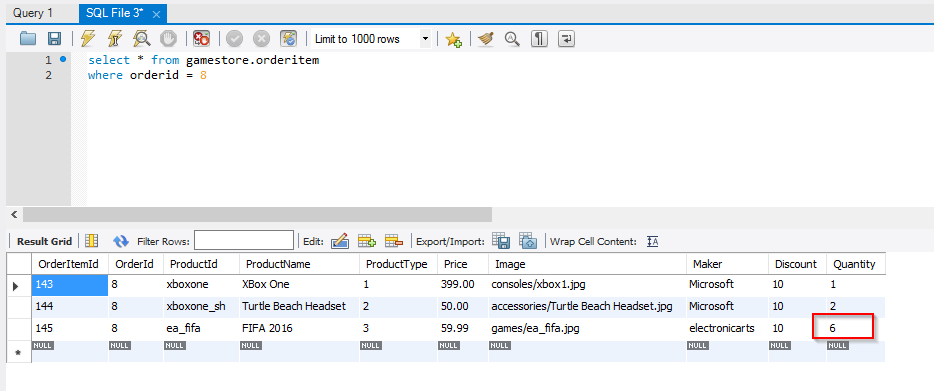 Query 1 SQL File 3*
Limit to 1000 rows
1 select * from gamestore.orderitem
2 where orderid = 8
Result Grid Filter Rows: Edit: Export/Import: Wrap Cell Content:
OrderItemId OrderId ProductId ProductName ProductType Price Image Maker Discount Quantity
143 8 xboxone XBox One 1 399.00 consoles/xbox1.jpg Microsoft 10 1
144 8 xboxone_sh Turtle Beach Headset 2 50.00 accessories/Turtle Beach Headset.jpg Microsoft 10 2
145 8 ea_fifa FIFA 2016 3 59.99 games/ea_fifa.jpg electronicarts 10 6
NULL NULL NULL NULL NULL NULL NULL NULL NULL NULL